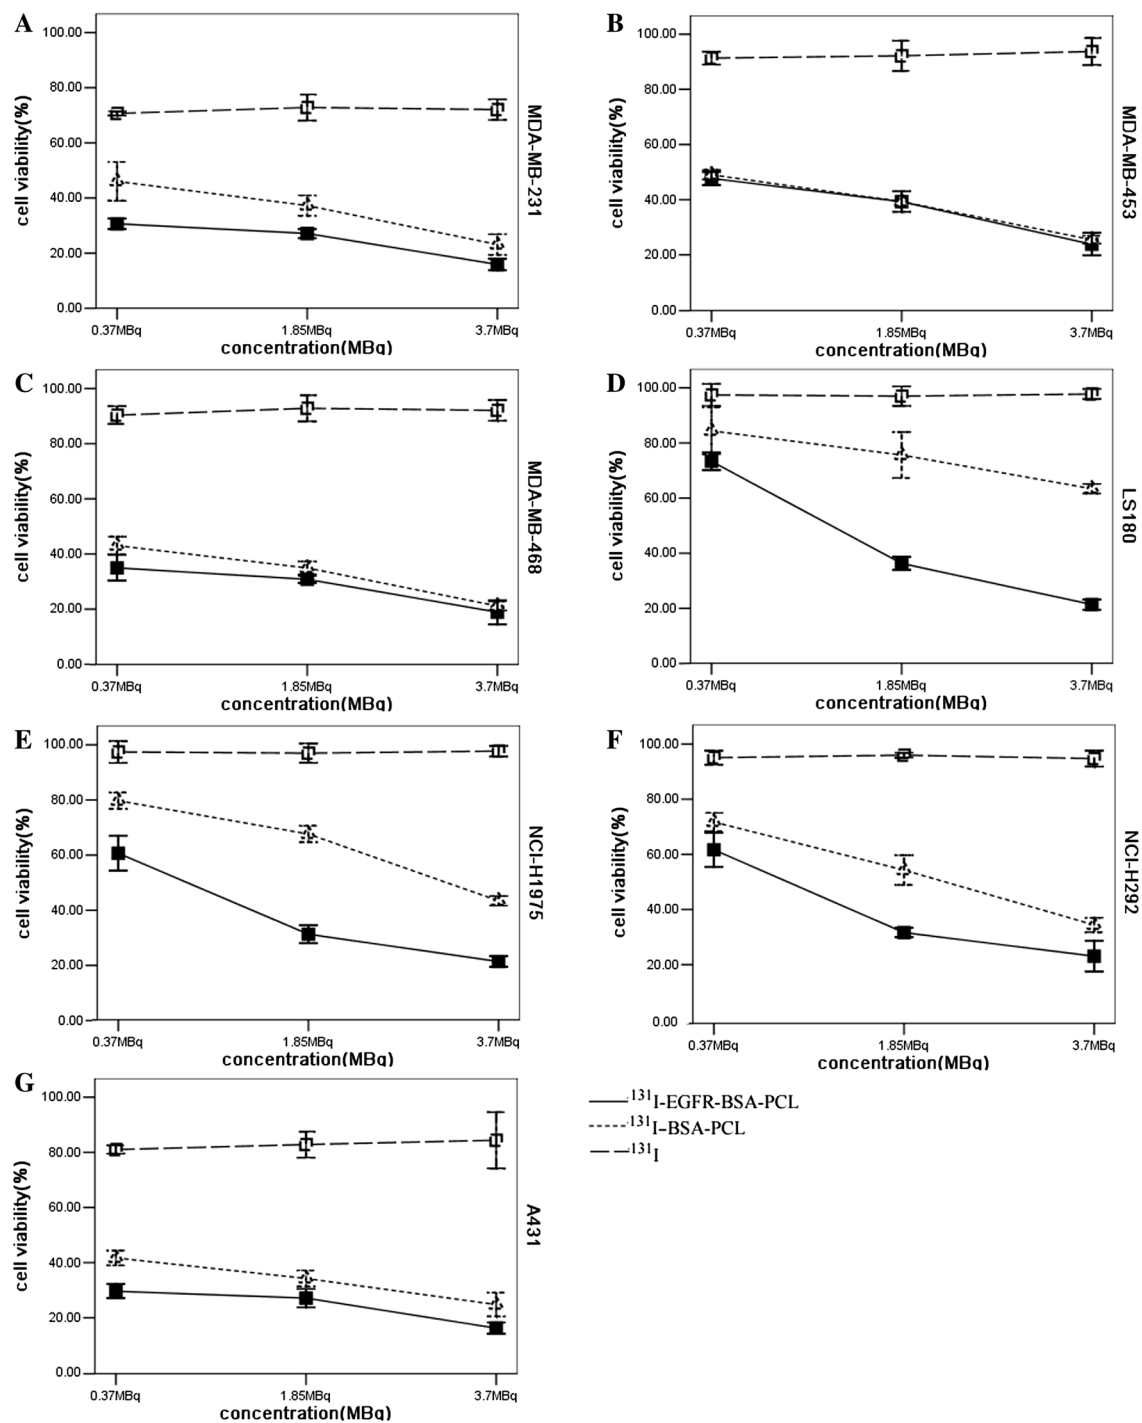 A
100.00
80.00
60.00
40.00
20.00
0.00
cell viability(%)
0.37MBq 1.85MBq 3.7MBq
concentration(MBq)
MDA-MB-231
B
100.00
80.00
60.00
40.00
20.00
0.00
cell viability(%)
0.37MBq 1.85MBq 3.7MBq
concentration(MBq)
MDA-MB-453
C
100.00
80.00
60.00
40.00
20.00
0.00
cell viability(%)
0.37MBq 1.85MBq 3.7MBq
concentration(MBq)
MDA-MB-468
D
100.00
80.00
60.00
40.00
20.00
0.00
cell viability(%)
0.37MBq 1.85MBq 3.7MBq
concentration(MBq)
LS180
E
100.00
80.00
60.00
40.00
20.00
0.00
cell viability(%)
0.37MBq 1.85MBq 3.7MBq
concentration(MBq)
NCI-H1975
F
100.00
80.00
60.00
40.00
20.00
0.00
cell viability(%)
0.37MBq 1.85MBq 3.7MBq
concentration(MBq)
NCI-H292
G
100.00
80.00
60.00
40.00
20.00
0.00
cell viability(%)
0.37MBq 1.85MBq 3.7MBq
concentration(MBq)
A431
¹³¹I-EGFR-BSA-PCL
¹³¹I-BSA-PCL
¹³¹I